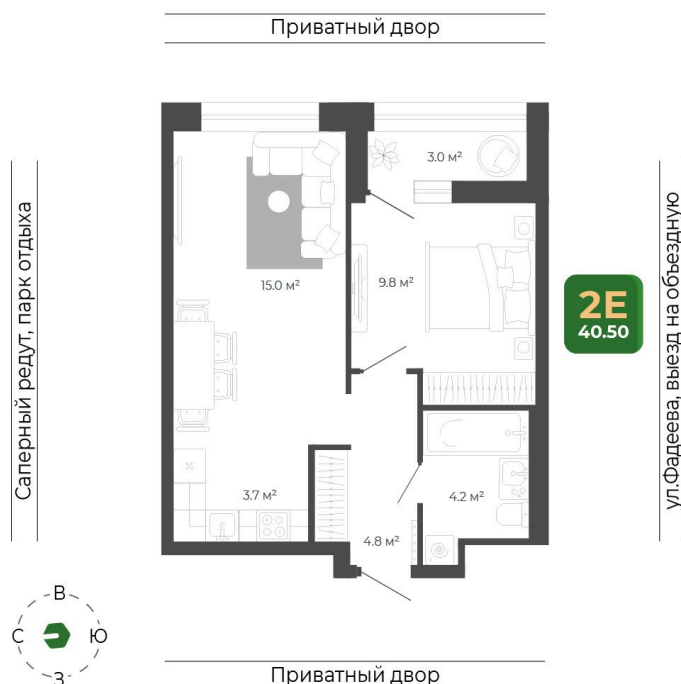 Приватный двор
Саперный редут, парк отдыха
3.0 м²
15.0 м²
9.8 м²
2Е
40.50
ул.Фадеева, выезд на объездную
3.7 м²
4.2 м²
4.8 м²
В
С
Ю
З
Приватный двор